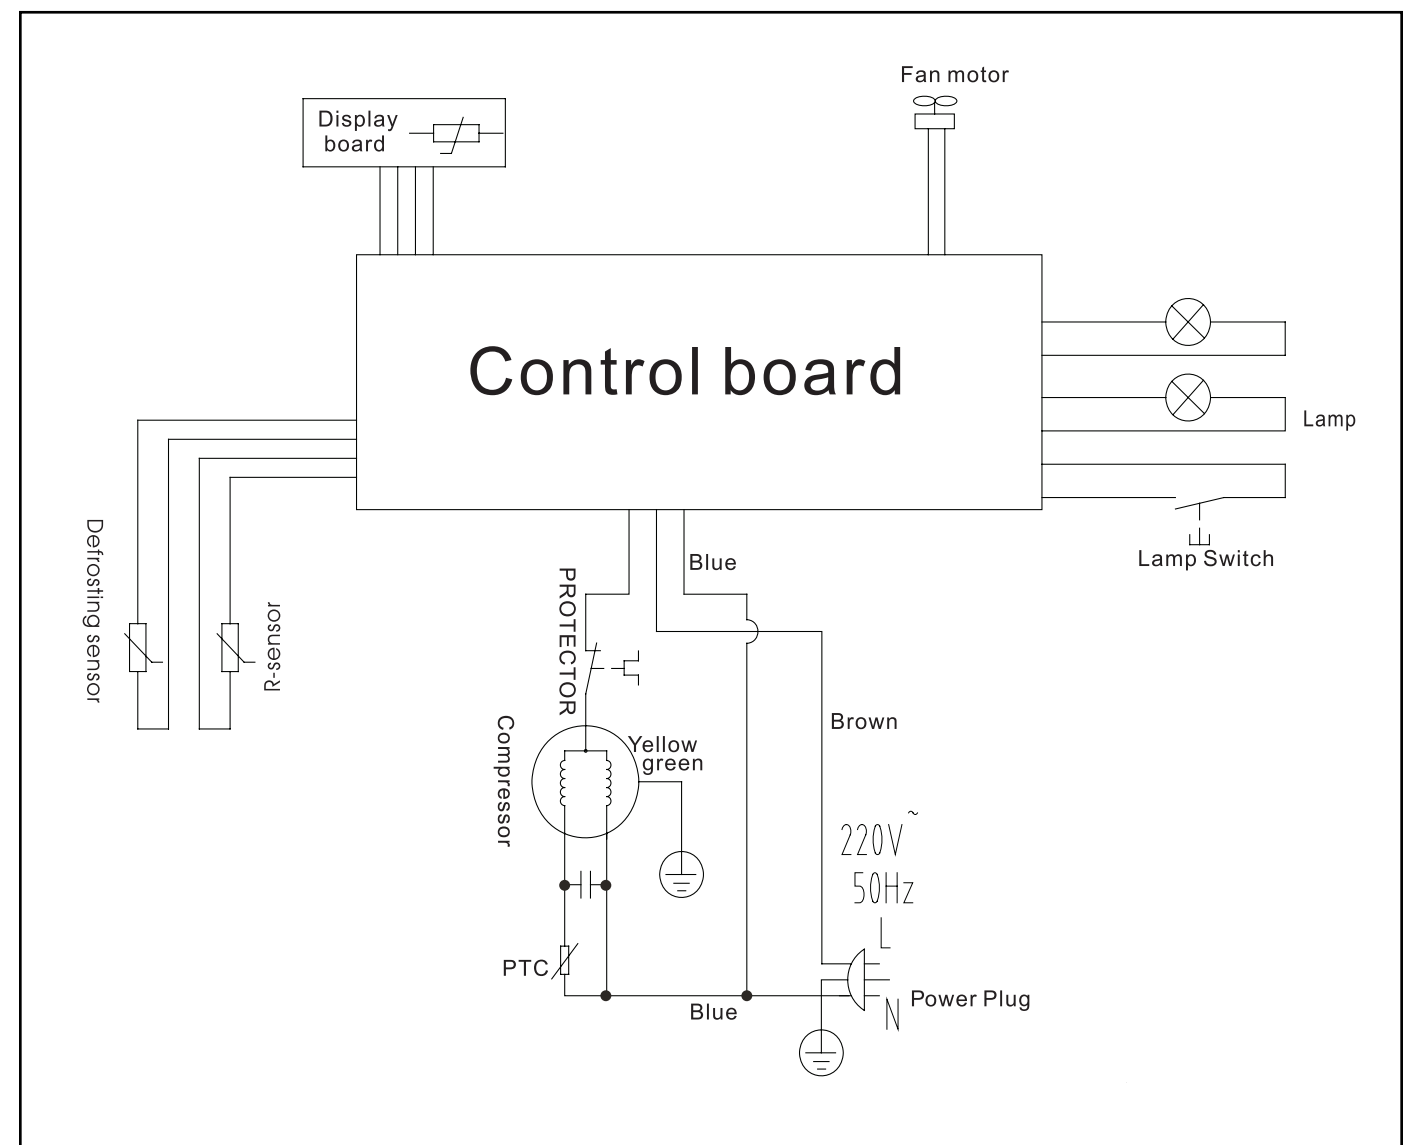 Fan motor
Display
board
Control board
Lamp
Lamp Switch
Defrosting sensor
R-sensor
Blue
PROTECTOR
Compressor
Yellow
green
Brown
220V~
50Hz
L
PTC
Blue
N
Power Plug